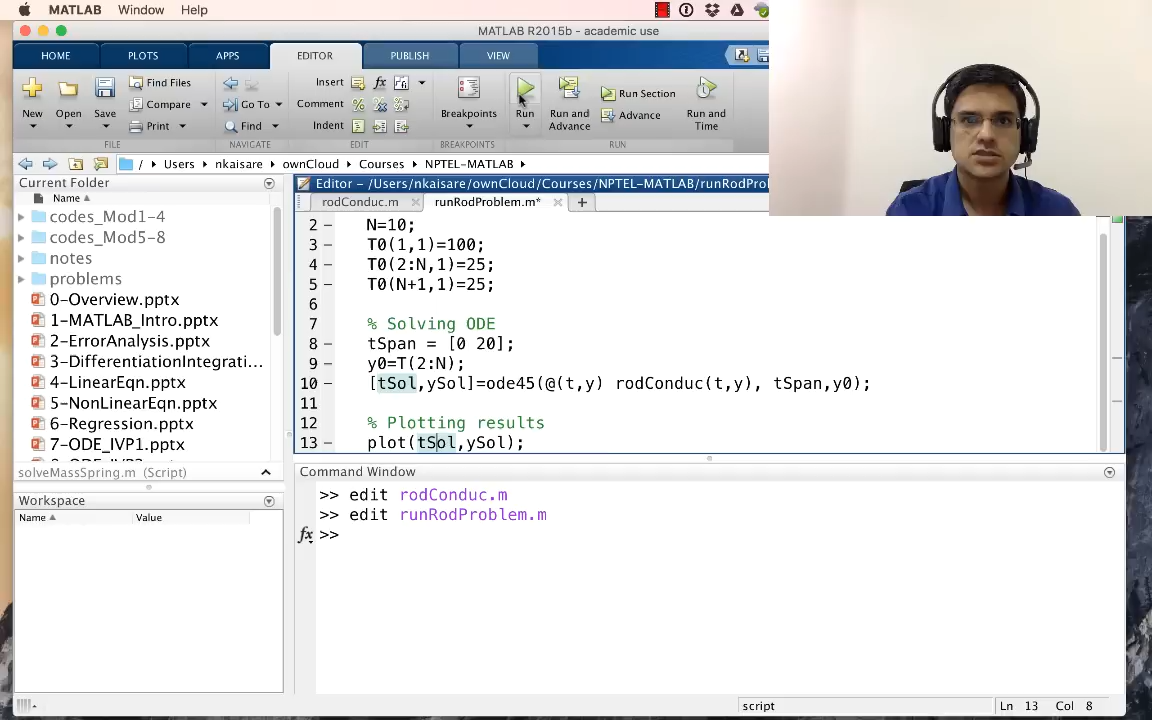 MATLAB Window Help
MATLAB R2015b - academic use
HOME PLOTS APPS EDITOR PUBLISH VIEW
New Open Save Find Files Compare Print
Go To Find
Insert Comment Indent
Breakpoints Run Run and Advance Run Section Advance Run and Time
FILE NAVIGATE EDIT BREAKPOINTS RUN
/ Users nkaisare ownCloud Courses NPTEL-MATLAB
Current Folder
Name
codes_Mod1-4
codes_Mod5-8
notes
problems
0-Overview.pptx
1-MATLAB_Intro.pptx
2-ErrorAnalysis.pptx
3-DifferentiationIntegrati...
4-LinearEqn.pptx
5-NonLinearEqn.pptx
6-Regression.pptx
7-ODE_IVP1.pptx
solveMassSpring.m (Script)
Workspace
Name Value
Editor - /Users/nkaisare/ownCloud/Courses/NPTEL-MATLAB/runRodProbl
rodConduc.m runRodProblem.m*
2 N=10;
3 T0(1,1)=100;
4 T0(2:N,1)=25;
5 T0(N+1,1)=25;
6
7 % Solving ODE
8 tSpan = [0 20];
9 y0=T(2:N);
10 [tSol,ySol]=ode45(@(t,y) rodConduc(t,y), tSpan,y0);
11
12 % Plotting results
13 plot(tSol,ySol);
Command Window
>> edit rodConduc.m
>> edit runRodProblem.m
fx >>
script Ln 13 Col 8